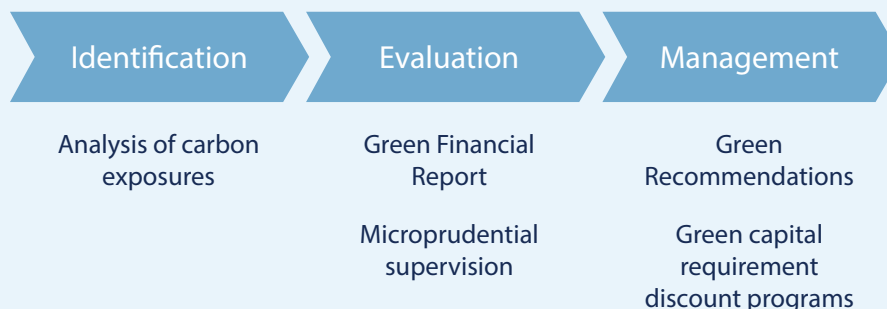 Identification
Evaluation
Management
Analysis of carbon
exposures
Green Financial
Report
Microprudential
supervision
Green
Recommendations
Green capital
requirement
discount programs